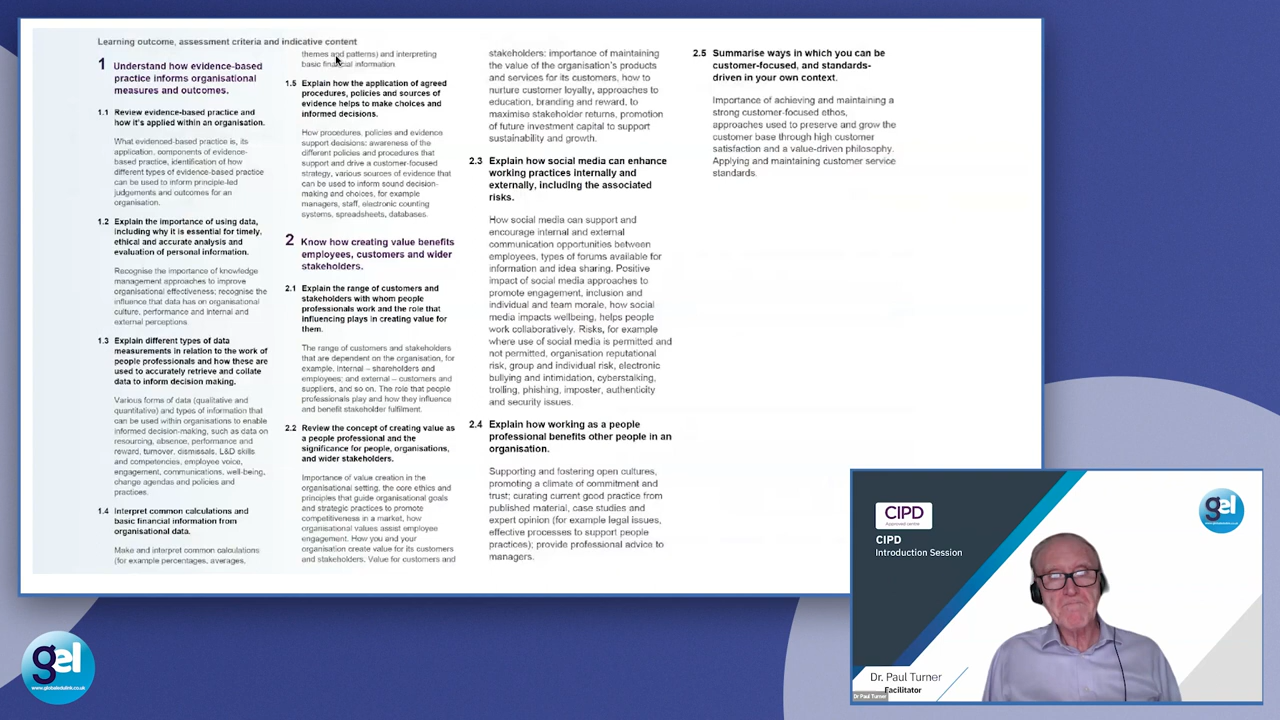 Learning outcome, assessment criteria and indicative content
1 Understand how evidence-based
practice informs organisational
measures and outcomes.
1.1 Review evidence-based practice and
how it's applied within an organisation.
What evidenced-based practice is, its
application, components of evidence-
based practice, identification of how
different types of evidence-based practice
can be used to inform principle-led
judgements and outcomes for an
organisation.
1.2 Explain the importance of using data,
including why it is essential for timely,
ethical and accurate analysis and
evaluation of personal information.
Recognise the importance of knowledge
management approaches to improve
organisational effectiveness; recognise the
influence that data has on organisational
culture, performance and internal and
external perceptions.
1.3 Explain different types of data
measurements in relation to the work of
people professionals and how these are
used to accurately retrieve and collate
data to inform decision making.
Various forms of data (qualitative and
quantitative) and types of information that
can be used within organisations to enable
informed decision-making, such as data on
resourcing, absence, performance and
reward, turnover, dismissals, L&D skills
and competencies, employee voice,
engagement, communications, well-being,
change agendas and policies and
practices.
1.4 Interpret common calculations and
basic financial information from
organisational data.
Make and interpret common calculations
(for example percentages, averages,
themes and patterns) and interpreting
basic financial information
1.5 Explain how the application of agreed
procedures, policies and sources of
evidence helps to make choices and
informed decisions.
How procedures, policies and evidence
support decisions: awareness of the
different policies and procedures that
support and drive a customer-focused
strategy, various sources of evidence that
can be used to inform sound decision-
making and choices, for example
managers, staff, electronic counting
systems, spreadsheets, databases.
2 Know how creating value benefits
employees, customers and wider
stakeholders.
2.1 Explain the range of customers and
stakeholders with whom people
professionals work and the role that
influencing plays in creating value for
them.
The range of customers and stakeholders
that are dependent on the organisation, for
example, internal – shareholders and
employees; and external – customers and
suppliers, and so on. The role that people
professionals play and how they influence
and benefit stakeholder fulfilment.
2.2 Review the concept of creating value as
a people professional and the
significance for people, organisations,
and wider stakeholders.
Importance of value creation in the
organisational setting, the core ethics and
principles that guide organisational goals
and strategic practices to promote
competitiveness in a market, how
organisational values assist employee
engagement. How you and your
organisation create value for its customers
and stakeholders. Value for customers and
stakeholders: importance of maintaining
the value of the organisation's products
and services for its customers, how to
nurture customer loyalty, approaches to
education, branding and reward, to
maximise stakeholder returns, promotion
of future investment capital to support
sustainability and growth.
2.3 Explain how social media can enhance
working practices internally and
externally, including the associated
risks.
How social media can support and
encourage internal and external
communication opportunities between
employees, types of forums available for
information and idea sharing. Positive
impact of social media approaches to
promote engagement, inclusion and
individual and team morale, how social
media impacts wellbeing, helps people
work collaboratively. Risks, for example
where use of social media is permitted and
not permitted, organisation reputational
risk, group and individual risk, electronic
bullying and intimidation, cyberstalking,
trolling, phishing, imposter, authenticity
and security issues.
2.4 Explain how working as a people
professional benefits other people in an
organisation.
Supporting and fostering open cultures,
promoting a climate of commitment and
trust; curating current good practice from
published material, case studies and
expert opinion (for example legal issues,
effective processes to support people
practices); provide professional advice to
managers.
2.5 Summarise ways in which you can be
customer-focused, and standards-
driven in your own context.
Importance of achieving and maintaining a
strong customer-focused ethos,
approaches used to preserve and grow the
customer base through high customer
satisfaction and a value-driven philosophy.
Applying and maintaining customer service
standards.
CIPD
Approved centre
CIPD
Introduction Session
gel
www.globaledulink.co.uk
Dr. Paul Turner
Facilitator
Dr Paul Turner
gel
www.globaledulink.co.uk